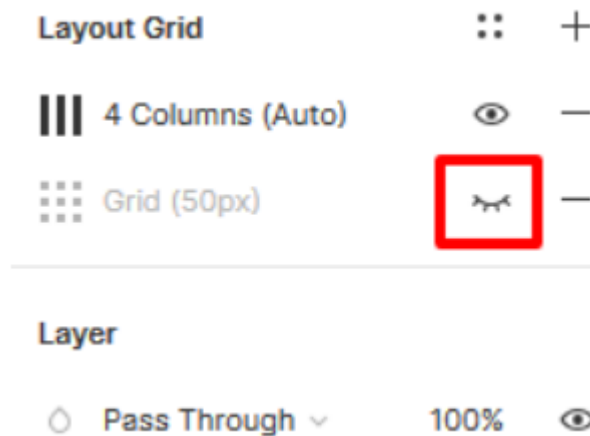 Layout Grid
4 Columns (Auto)
Grid (50px)
Layer
Pass Through 100%